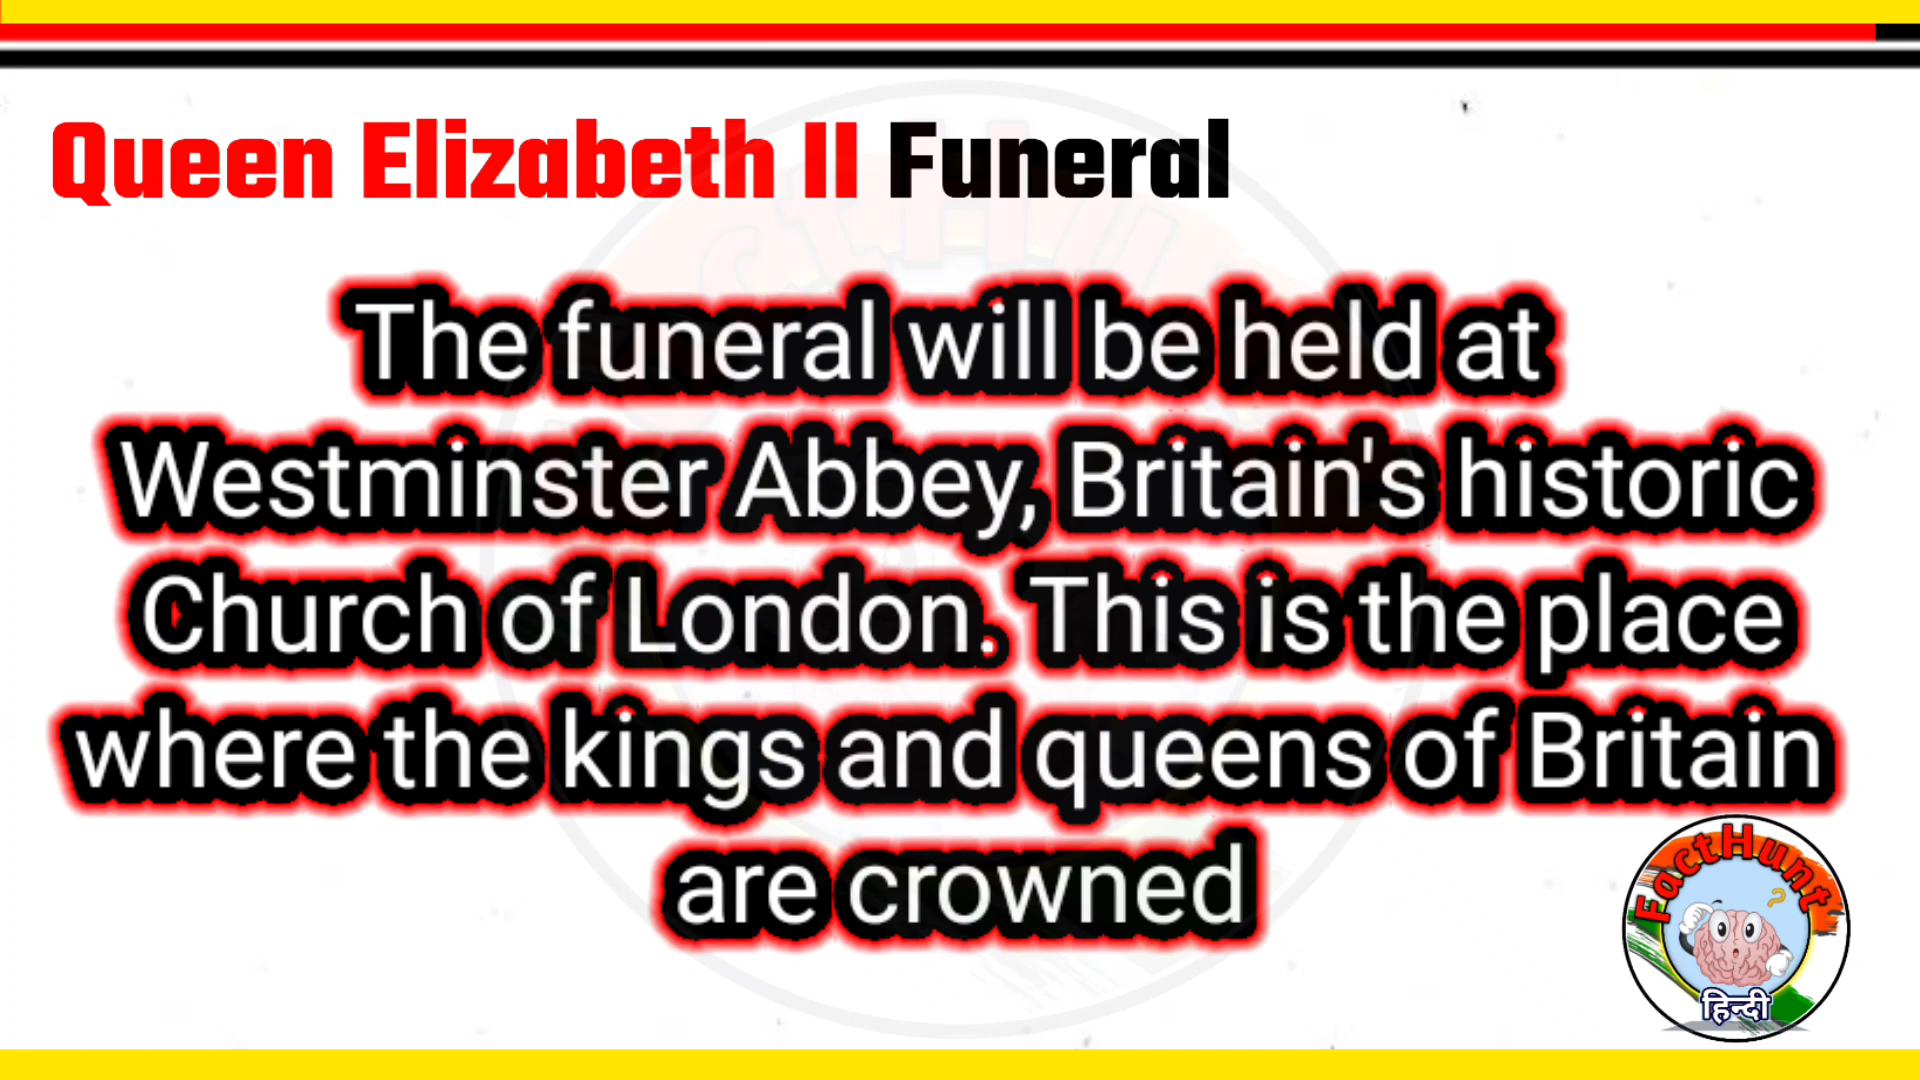 Queen Elizabeth II Funeral
The funeral will be held at
Westminster Abbey, Britain's historic
Church of London. This is the place
where the kings and queens of Britain
are crowned
FactHunt
?
हिन्दी